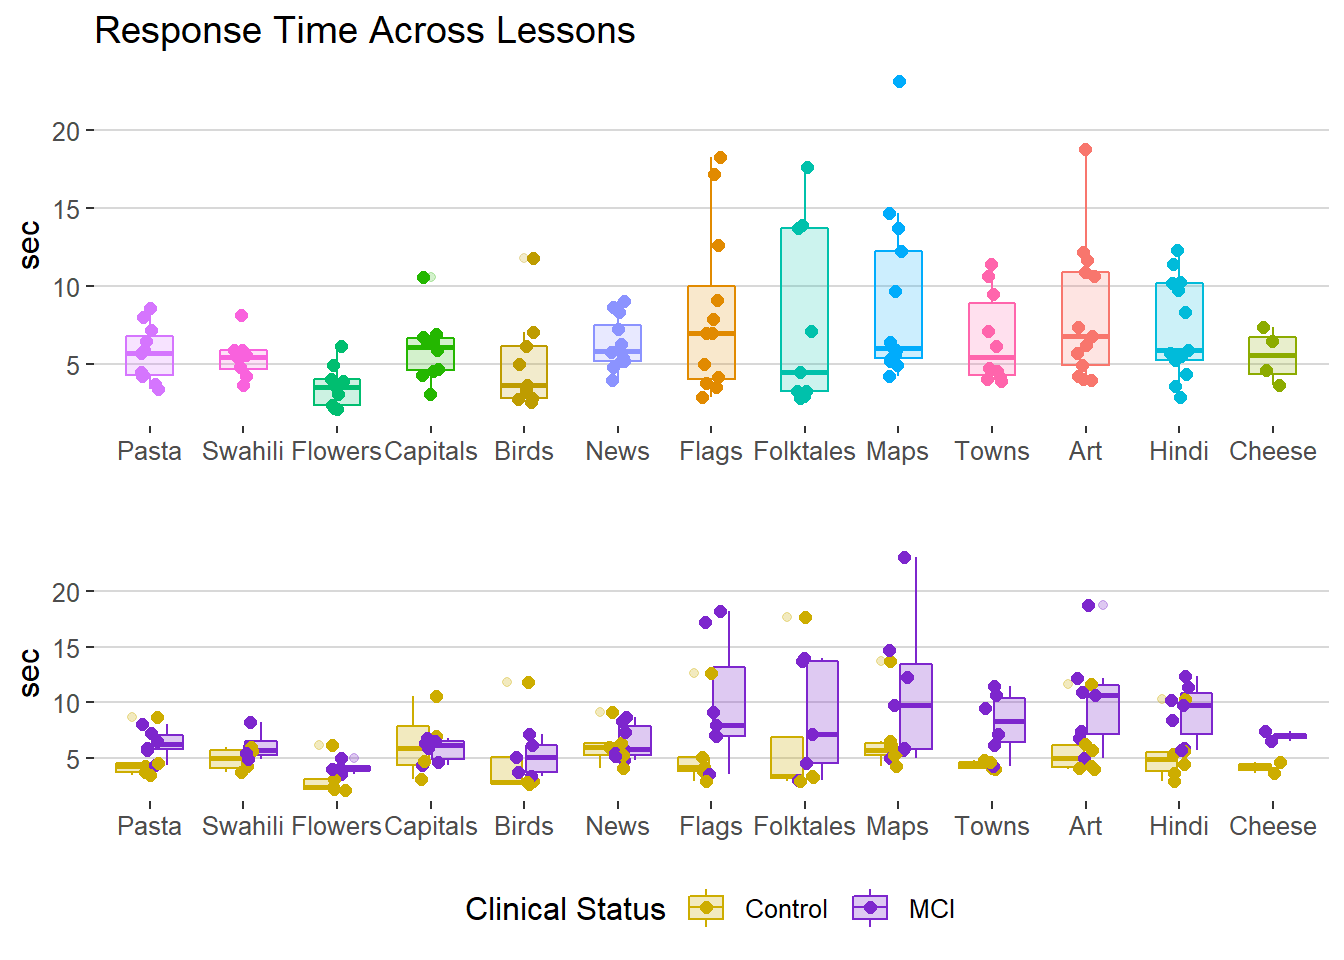 Response Time Across Lessons
20
15
10
5
sec
Pasta Swahili Flowers Capitals Birds News Flags Folktales Maps Towns Art Hindi Cheese
20
15
10
5
sec
Pasta Swahili Flowers Capitals Birds News Flags Folktales Maps Towns Art Hindi Cheese
Clinical Status Control MCI